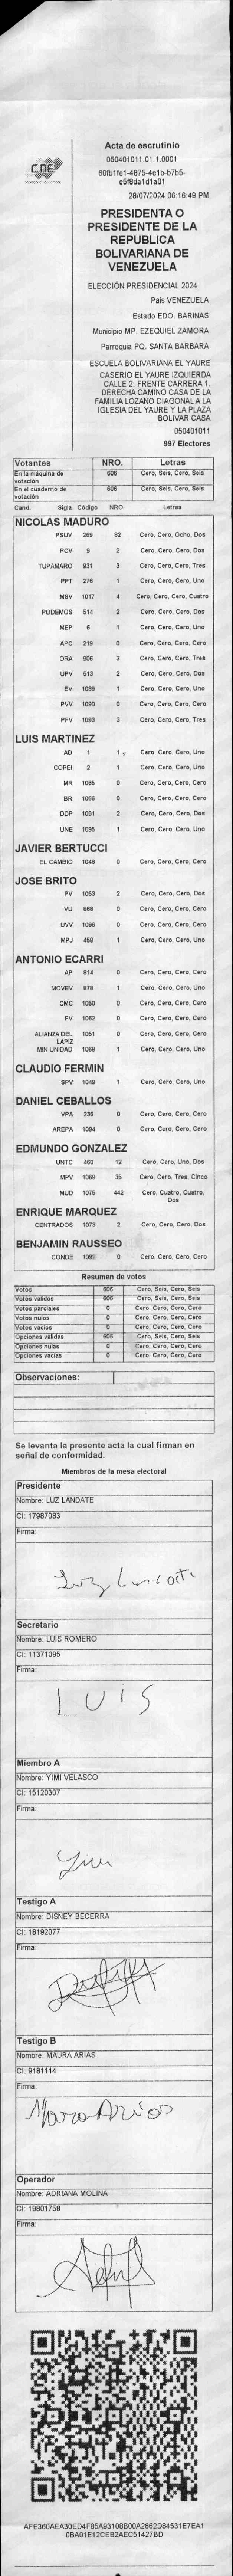 CNE
Acta de escrutinio
050401011.01.1.0001
60fb1fe1-4875-4e1b-b7b5-
e5f8da1d1a01
28/07/2024 06:16:49 PM
PRESIDENTA O
PRESIDENTE DE LA
REPUBLICA
BOLIVARIANA DE
VENEZUELA
ELECCIÓN PRESIDENCIAL 2024
Pais VENEZUELA
Estado EDO. BARINAS
Municipio MP. EZEQUIEL ZAMORA
Parroquia PQ. SANTA BARBARA
ESCUELA BOLIVARIANA EL YAURE
CASERIO EL YAURE IZQUIERDA
CALLE 2. FRENTE CARRERA 1.
DERECHA CAMINO CASA DE LA
FAMILIA LOZANO DIAGONAL A LA
IGLESIA DEL YAURE Y LA PLAZA
BOLIVAR CASA
050401011
997 Electores
Votantes NRO. Letras
En la maquina de votación 606 Cero, Seis, Cero, Seis
En el cuaderno de votación 606 Cero, Seis, Cero, Seis
Cand. Sigla Código NRO. Letras
NICOLAS MADURO
PSUV 269 82 Cero, Cero, Ocho, Dos
PCV 9 2 Cero, Cero, Cero, Dos
TUPAMARO 931 3 Cero, Cero, Cero, Tres
PPT 276 1 Cero, Cero, Cero, Uno
MSV 1017 4 Cero, Cero, Cero, Cuatro
PODEMOS 514 2 Cero, Cero, Cero, Dos
MEP 6 1 Cero, Cero, Cero, Uno
APC 219 0 Cero, Cero, Cero, Cero
ORA 906 3 Cero, Cero, Cero, Tres
UPV 513 2 Cero, Cero, Cero, Dos
EV 1099 1 Cero, Cero, Cero, Uno
PVV 1090 0 Cero, Cero, Cero, Cero
PFV 1093 3 Cero, Cero, Cero, Tres
LUIS MARTINEZ
AD 1 1 Cero, Cero, Cero, Uno
COPEI 2 1 Cero, Cero, Cero, Uno
MR 1065 0 Cero, Cero, Cero, Cero
BR 1066 0 Cero, Cero, Cero, Cero
DDP 1091 2 Cero, Cero, Cero, Dos
UNE 1095 1 Cero, Cero, Cero, Uno
JAVIER BERTUCCI
EL CAMBIO 1048 0 Cero, Cero, Cero, Cero
JOSE BRITO
PV 1053 2 Cero, Cero, Cero, Dos
VU 868 0 Cero, Cero, Cero, Cero
UVV 1096 0 Cero, Cero, Cero, Cero
MPJ 458 1 Cero, Cero, Cero, Uno
ANTONIO ECARRI
AP 814 0 Cero, Cero, Cero, Cero
MOVEV 878 1 Cero, Cero, Cero, Uno
CMC 1050 0 Cero, Cero, Cero, Cero
FV 1062 0 Cero, Cero, Cero, Cero
ALIANZA DEL LAPIZ 1051 0 Cero, Cero, Cero, Cero
MIN UNIDAD 1068 1 Cero, Cero, Cero, Uno
CLAUDIO FERMIN
SPV 1049 1 Cero, Cero, Cero, Uno
DANIEL CEBALLOS
VPA 236 0 Cero, Cero, Cero, Cero
AREPA 1094 0 Cero, Cero, Cero, Cero
EDMUNDO GONZALEZ
UNTC 460 12 Cero, Cero, Uno, Dos
MPV 1069 35 Cero, Cero, Tres, Cinco
MUD 1075 442 Cero, Cuatro, Cuatro, Dos
ENRIQUE MARQUEZ
CENTRADOS 1073 2 Cero, Cero, Cero, Dos
BENJAMIN RAUSSEO
CONDE 1092 0 Cero, Cero, Cero, Cero
Resumen de votos
Votos 606 Cero, Seis, Cero, Seis
Votos validos 606 Cero, Seis, Cero, Seis
Votos parciales 0 Cero, Cero, Cero, Cero
Votos nulos 0 Cero, Cero, Cero, Cero
Votos vacios 0 Cero, Cero, Cero, Cero
Opciones validas 606 Cero, Seis, Cero, Seis
Opciones nulas 0 Cero, Cero, Cero, Cero
Opciones vacias 0 Cero, Cero, Cero, Cero
Observaciones:
Se levanta la presente acta la cual firman en
señal de conformidad.
Miembros de la mesa electoral
Presidente
Nombre: LUZ LANDATE
CI: 17987083
Firma:
Secretario
Nombre: LUIS ROMERO
CI: 11371095
Firma:
LUIS
Miembro A
Nombre: YIMI VELASCO
CI: 15120307
Firma:
Yimi
Testigo A
Nombre: DISNEY BECERRA
CI: 18192077
Firma:
Testigo B
Nombre: MAURA ARIAS
CI: 9181114
Firma:
Operador
Nombre: ADRIANA MOLINA
CI: 19801758
Firma:
AFE360AEA30ED4F85A93108B00A2662D84531E7EA1
0BA01E12CEB2AEC51427BD